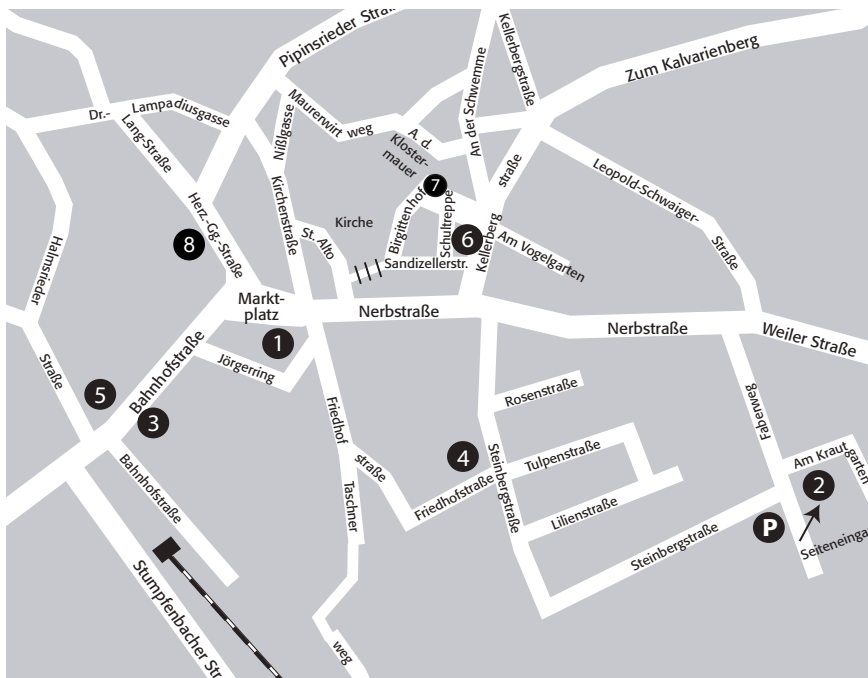 Pipinsrieder Straß
Kellerbergstraße
Zum Kalvarienberg
Dr.- Lampadiusgasse
Lang-Straße
Nißlgasse
Maurerwirt
weg
A. d.
Kloster-
mauer
An der Schwemme
Leopold-Schwaiger-
Straße
Halmsrieder
Straße
Herz.-Gg.-Straße
Kirchenstraße
Kirche
St. Alto
Birgittenhof
7
Schultreppe
Kellerberg
straße
6
Am Vogelgarten
8
Sandizellerstr.
Markt-
platz
Nerbstraße
Nerbstraße
Weiler Straße
1
Jörgerring
Bahnhofstraße
5
3
Friedhof
straße
Rosenstraße
Faberweg
4
Tulpenstraße
Steinbergstraße
Am Kraut
garten
2
Bahnhofstraße
Taschner
Friedhofstraße
Lilienstraße
P
Steinbergstraße
Seiteneinga
Stumpfenbacher Str
weg